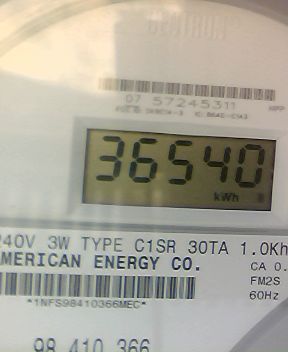 07 57245311
36540
kWh
240V 3W TYPE C1SR 30TA 1.0Kh
AMERICAN ENERGY CO.
CA 0.
FM2S
60Hz
*1NFS98410366MEC*
98 410 366